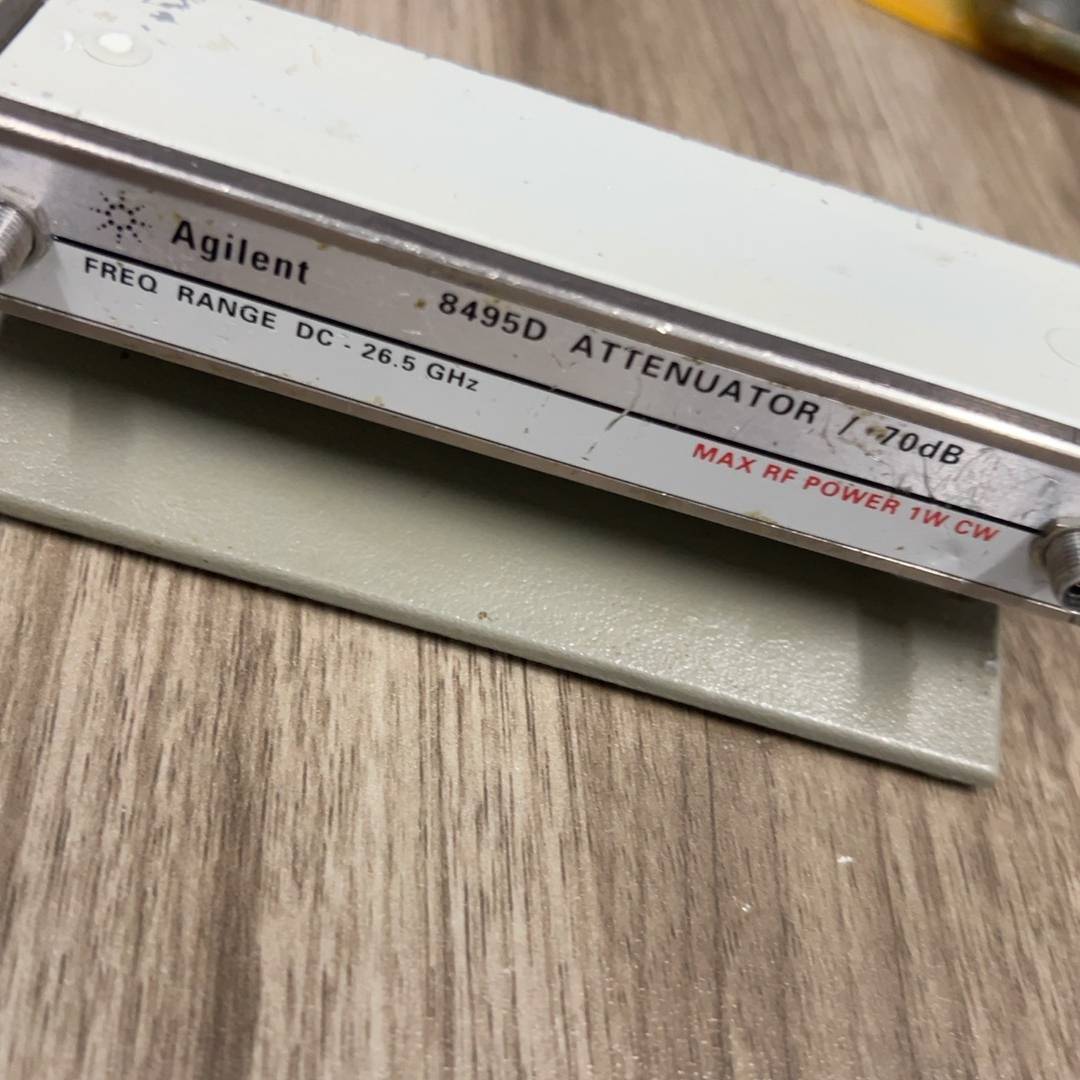 Agilent 8495D ATTENUATOR / 70dB
FREQ RANGE DC - 26.5 GHz
MAX RF POWER 1W CW